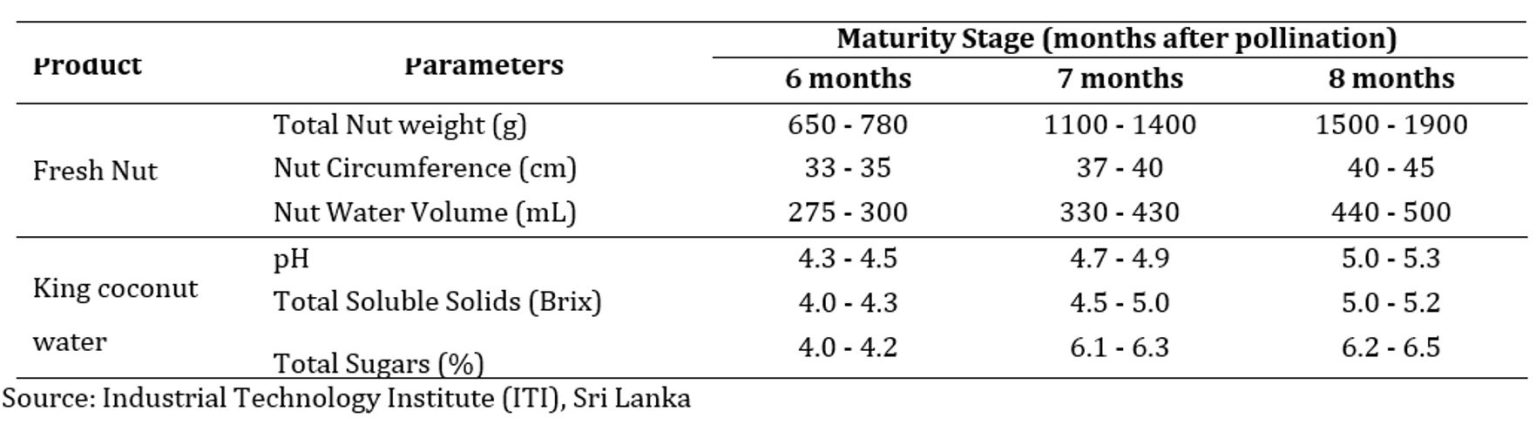 Maturity Stage (months after pollination)
Product Parameters 6 months 7 months 8 months
Total Nut weight (g) 650 - 780 1100 - 1400 1500 - 1900
Fresh Nut Nut Circumference (cm) 33 - 35 37 - 40 40 - 45
Nut Water Volume (mL) 275 - 300 330 - 430 440 - 500
pH 4.3 - 4.5 4.7 - 4.9 5.0 - 5.3
King coconut Total Soluble Solids (Brix) 4.0 - 4.3 4.5 - 5.0 5.0 - 5.2
water Total Sugars (%) 4.0 - 4.2 6.1 - 6.3 6.2 - 6.5
Source: Industrial Technology Institute (ITI), Sri Lanka